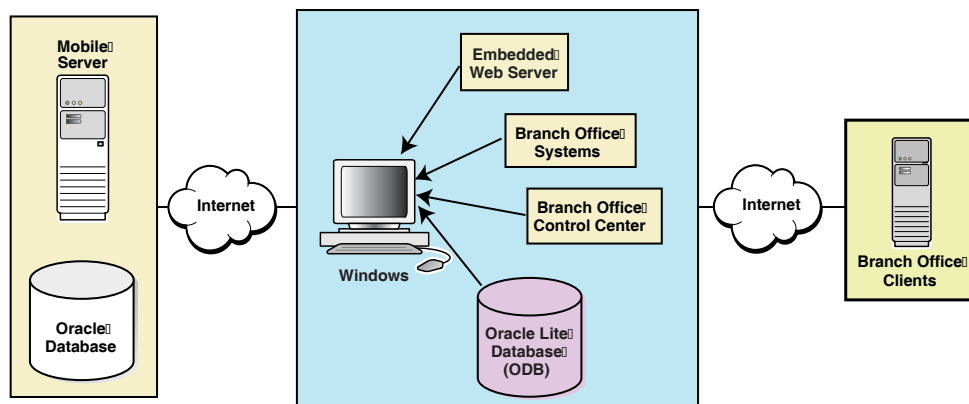 Mobile
Server
Oracle
Database
Internet
Embedded
Web Server
Branch Office
Systems
Branch Office
Control Center
Windows
Oracle Lite
Database
(ODB)
Internet
Branch Office
Clients